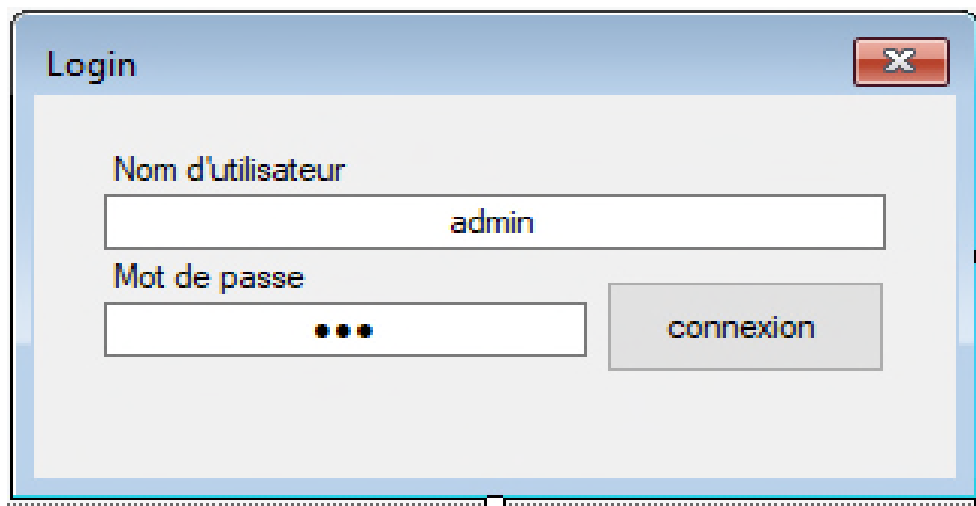 Login
Nom d'utilisateur
admin
Mot de passe
●●●
connexion